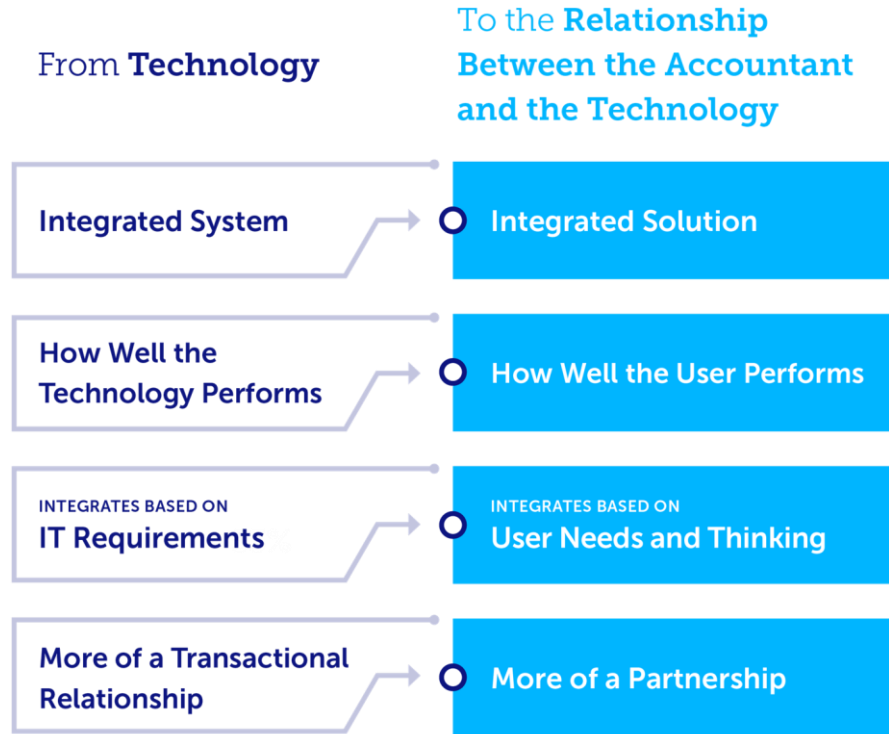 From Technology
To the Relationship
Between the Accountant
and the Technology
Integrated System
Integrated Solution
How Well the
Technology Performs
How Well the User Performs
INTEGRATES BASED ON
IT Requirements
INTEGRATES BASED ON
User Needs and Thinking
More of a Transactional
Relationship
More of a Partnership